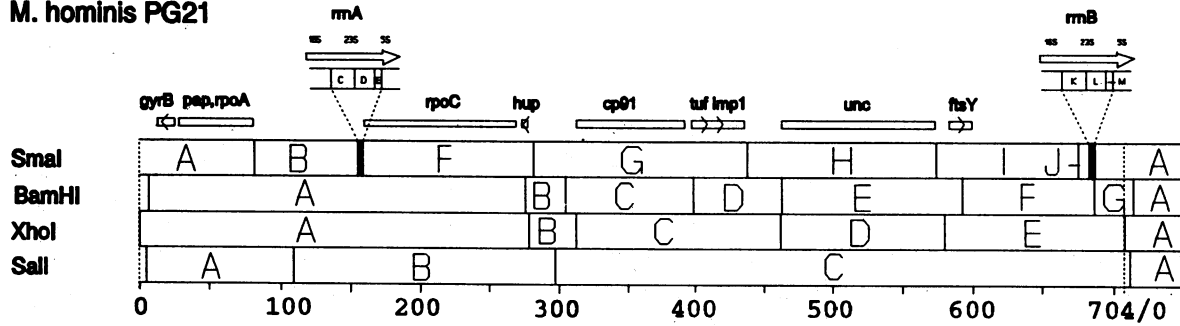 M. hominis PG21
rrnA rrnB
16S 23S 5S 16S 23S 5S
C D E K L M
gyrB pap,rpoA rpoC hup cp91 tuf lmp1 unc ftsY
SmaI A B F G H I J A
BamHI A B C D E F G A
XhoI A B C D E A
SalI A B C A
0 100 200 300 400 500 600 704/0